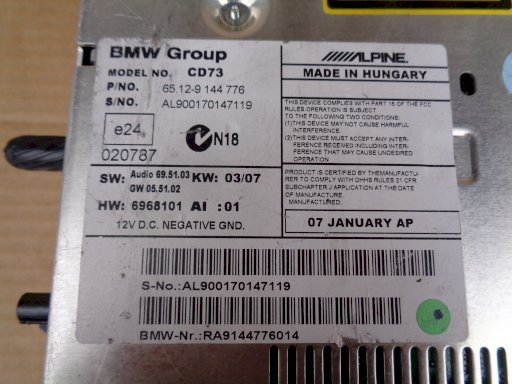 BMW Group
MODEL NO. CD73
P/NO. 65.12-9 144 776
S/NO. AL900170147119
e24
N18
020787
SW: Audio 69.51.03 KW: 03/07
GW 05.51.02
HW: 6968101 AI : 01
12V D.C. NEGATIVE GND.
ALPINE
MADE IN HUNGARY
THIS DEVICE COMPLIES WITH PART 15 OF THE FCC
RULES OPERATION IS SUBJECT
TO THE FOLLOWING TWO CONDITIONS:
(1)THIS DEVICE MAY NOT CAUSE HARMFUL
INTERFERENCE.
(2)THIS DEVICE MUST ACCEPT ANY INTER-
FERENCE RECEIVED INCLUDING INTER-
FERENCE THAT MAY CAUSE UNDESIRED
OPERATION
PRODUCT IS CERTIFIED BY THEMANUFACTU-
RER TO COMPLY WITH DHHS RULES 21 CFR
SUBCHAPTER J APPLICATION AT THE DATE
OF MANUFACTURE.
MANUFACTURED:
07 JANUARY AP
S-No.:AL900170147119
BMW-Nr.:RA9144776014